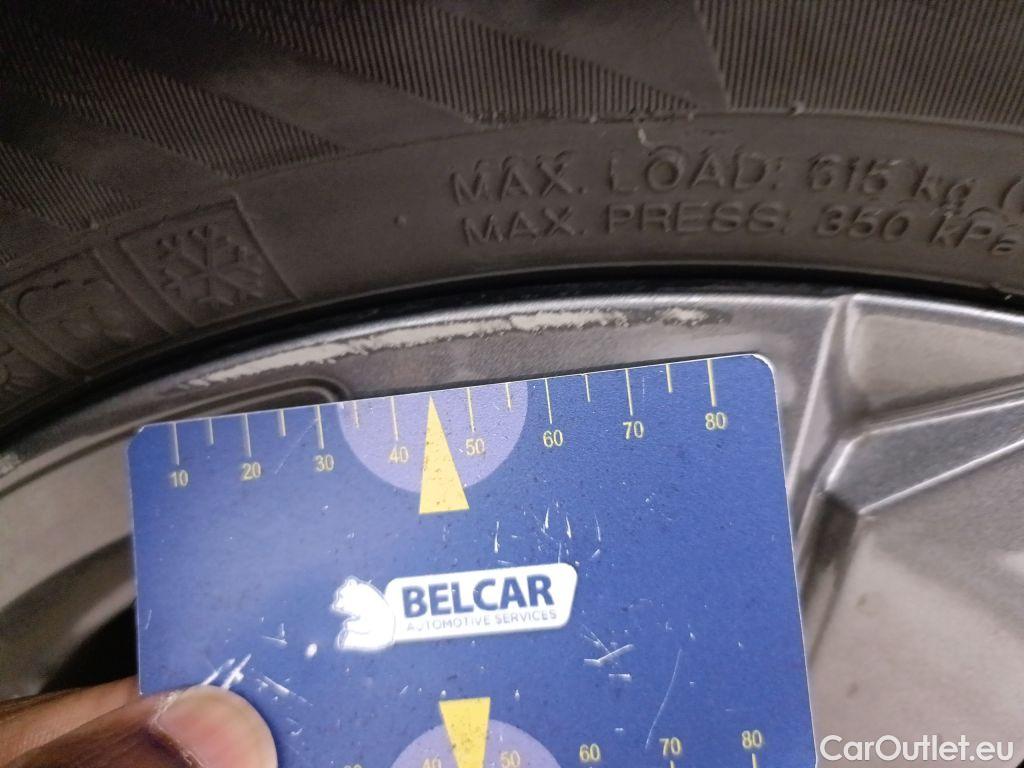 MAX. LOAD: 615 kg (
MAX. PRESS: 350 kPa
10 20 30 40 50 60 70 80
BELCAR
AUTOMOTIVE SERVICES
40 50 60 70 80
CarOutlet.eu